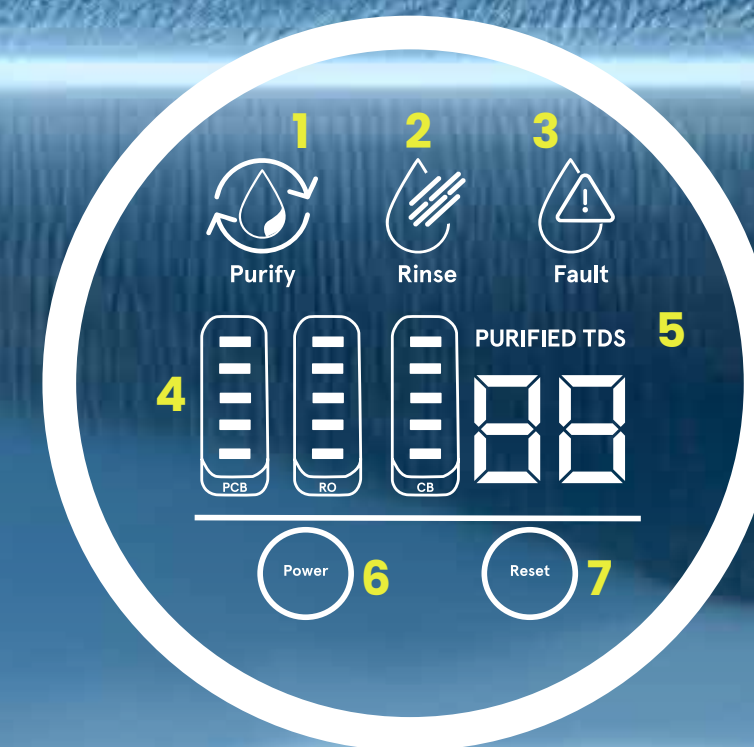 1 2 3
Purify Rinse Fault
PURIFIED TDS 5
4
88
PCB RO CB
Power 6 Reset 7